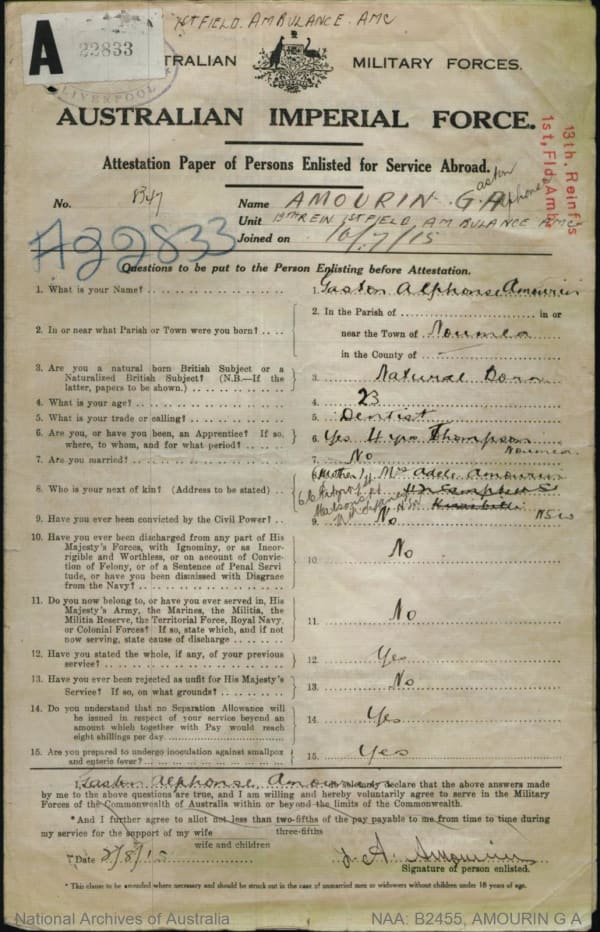 1ST FIELD. AMBULANCE. AMC
A
22833
LIVERPOOL
TRALIAN MILITARY FORCES.
AUSTRALIAN IMPERIAL FORCE.
13th. Reinf's
1st, Fld, Amb
Attestation Paper of Persons Enlisted for Service Abroad.
No. Name AMOURIN. G. A aston lphonse
A22833
Unit 13TH REIN 1ST FIELD AMBULANCE AMC
Joined on 10/7/15
Questions to be put to the Person Enlisting before Attestation.
1. What is your Name? 1. Gaston Alphonse Amourin
2. In or near what Parish or Town were you born? 2. In the Parish of in or
near the Town of Noumea
in the County of
3. Are you a natural born British Subject or a
Naturalized British Subject? (N.B.—If the
latter, papers to be shown.) 3. Natural Born
4. What is your age? 4. 23
5. What is your trade or calling? 5. Dentist
6. Are you, or have you been, an Apprentice? If so,
where, to whom, and for what period? 6. Yes 4 yrs Thompson
Noumea
7. Are you married? 7. No
8. Who is your next of kin? (Address to be stated) (Mother) Mrs Adele Amourin
Campbell St
N.S.W.
9. Have you ever been convicted by the Civil Power? 9. No
10. Have you ever been discharged from any part of His
Majesty's Forces, with Ignominy, or as Incor-
rigible and Worthless, or on account of Convic-
tion of Felony, or of a Sentence of Penal Servi
tude, or have you been dismissed with Disgrace
from the Navy? 10. No
11. Do you now belong to, or have you ever served in, His
Majesty's Army, the Marines, the Militia, the
Militia Reserve, the Territorial Force, Royal Navy,
or Colonial Forces? If so, state which, and if not
now serving, state cause of discharge 11. No
12. Have you stated the whole, if any, of your previous
service? 12. Yes
13. Have you ever been rejected as unfit for His Majesty's
Service? If so, on what grounds? 13. No
14. Do you understand that no Separation Allowance will
be issued in respect of your service beyond an
amount which together with Pay would reach
eight shillings per day. 14. Yes
15. Are you prepared to undergo inoculation against smallpox
and enteric fever? 15. Yes
I, Gaston Alphonse Amourin do solemnly declare that the above answers made
by me to the above questions are true, and I am willing and hereby voluntarily agree to serve in the Military
Forces of the Commonwealth of Australia within or beyond the limits of the Commonwealth.
*And I further agree to allot not less than two-fifths of the pay payable to me from time to time during
three-fifths
my service for the support of my wife
wife and children
Date 2/8/15 G. A. Amourin
Signature of person enlisted.
* This clause to be amended where necessary and should be struck out in the case of unmarried men or widowers without children under 18 years of age.
National Archives of Australia NAA: B2455, AMOURIN G A